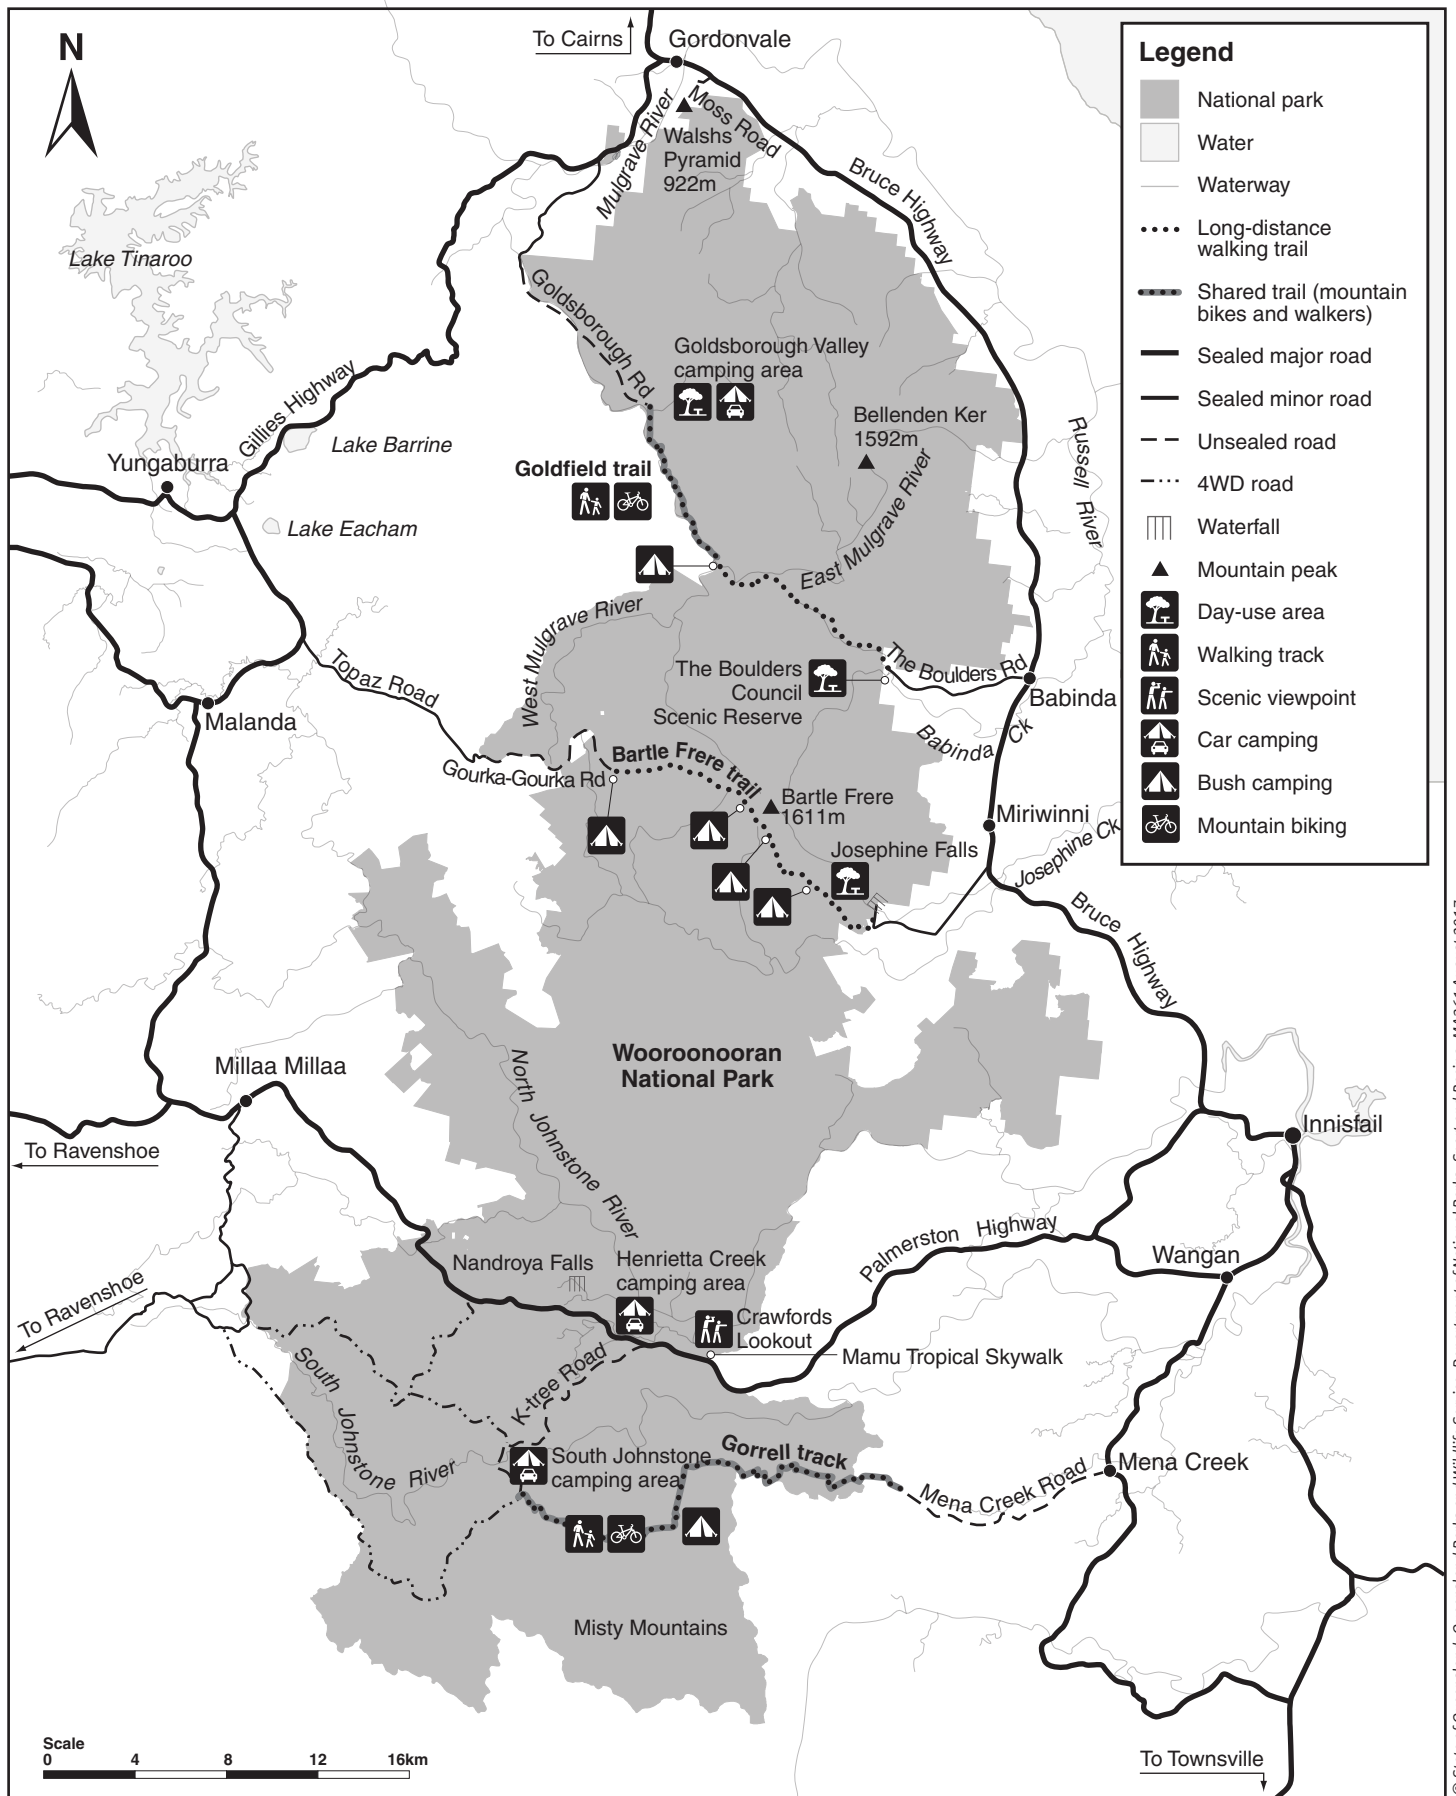 To Cairns
Gordonvale
N
Mulgrave River
Moss Road
Walshs
Pyramid
922m
Bruce Highway
Lake Tinaroo
Goldsborough Rd
Goldsborough Valley
camping area
Gillies Highway
Bellenden Ker
1592m
Russell River
Lake Barrine
Yungaburra
Goldfield trail
Lake Eacham
East Mulgrave River
West Mulgrave River
The Boulders Rd
The Boulders
Council
Scenic Reserve
Babinda
Topaz Road
Malanda
Babinda Ck
Gourka-Gourka Rd
Bartle Frere trail
Bartle Frere
1611m
Miriwinni
Josephine Falls
Josephine Ck
Bruce Highway
Wooroonooran
National Park
North Johnstone River
Millaa Millaa
To Ravenshoe
Innisfail
Palmerston Highway
Wangan
Nandroya Falls
Henrietta Creek
camping area
To Ravenshoe
Crawfords
Lookout
Mamu Tropical Skywalk
K-tree Road
South Johnstone River
South Johnstone
camping area
Gorrell track
Mena Creek Road
Mena Creek
Misty Mountains
Scale
0 4 8 12 16km
To Townsville
Legend
National park
Water
Waterway
Long-distance
walking trail
Shared trail (mountain
bikes and walkers)
Sealed major road
Sealed minor road
Unsealed road
4WD road
Waterfall
Mountain peak
Day-use area
Walking track
Scenic viewpoint
Car camping
Bush camping
Mountain biking